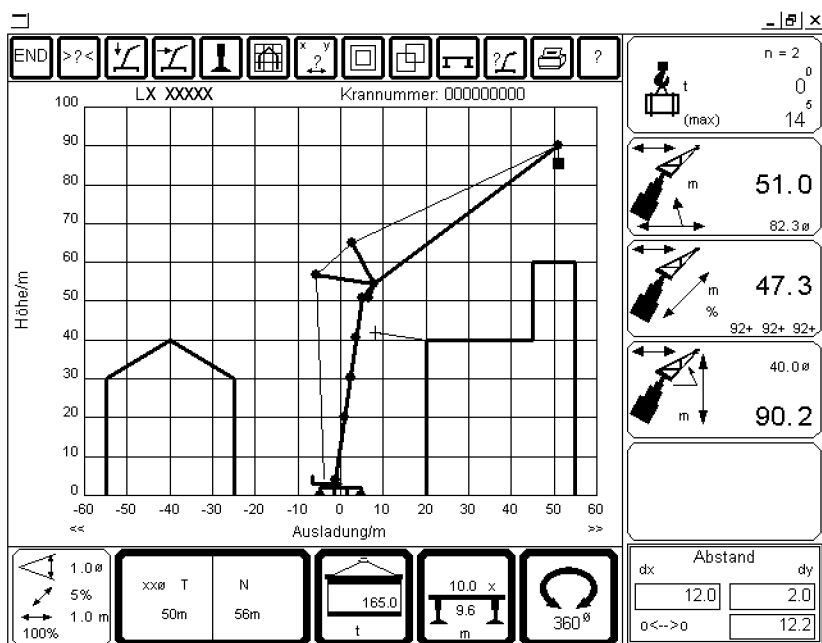 END >?< x y ? ? ?
LX XXXXX Krannummer: 000000000
100
90
80
70
60
50
40
30
20
10
0
Höhe/m
-60 -50 -40 -30 -20 -10 0 10 20 30 40 50 60
<< Ausladung/m >>
n = 2
t 0 0
(max) 14 5
m 51.0
82.3ø
m 47.3
%
92+ 92+ 92+
40.0ø
m 90.2
Abstand
dx dy
12.0 2.0
o<-->o 12.2
1.0ø
5%
1.0 m
100%
xxø T N
50m 56m
165.0
t
10.0 x
9.6
m
360ø